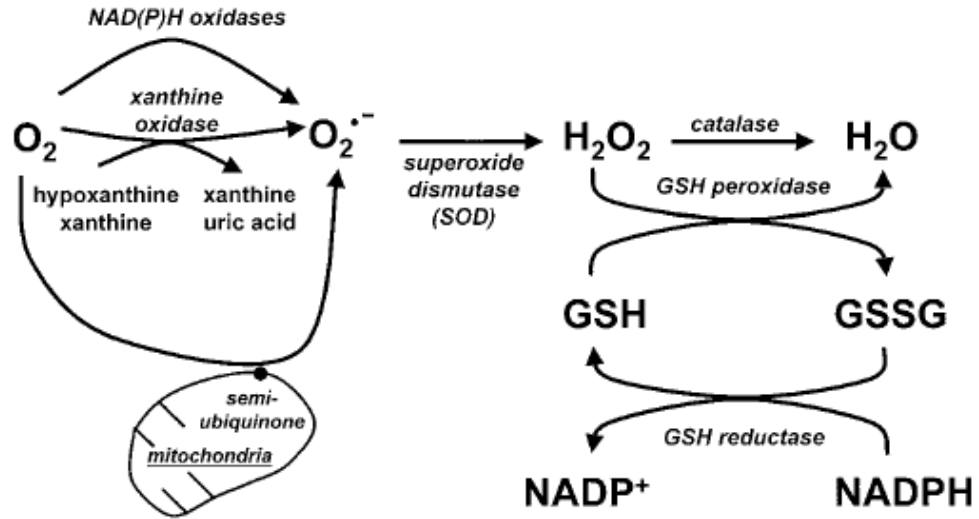 NAD(P)H oxidases
xanthine
oxidase
O₂
O₂·⁻
hypoxanthine
xanthine
xanthine
uric acid
superoxide
dismutase
(SOD)
H₂O₂
catalase
H₂O
GSH peroxidase
GSH
GSSG
semi-
ubiquinone
mitochondria
GSH reductase
NADP⁺
NADPH